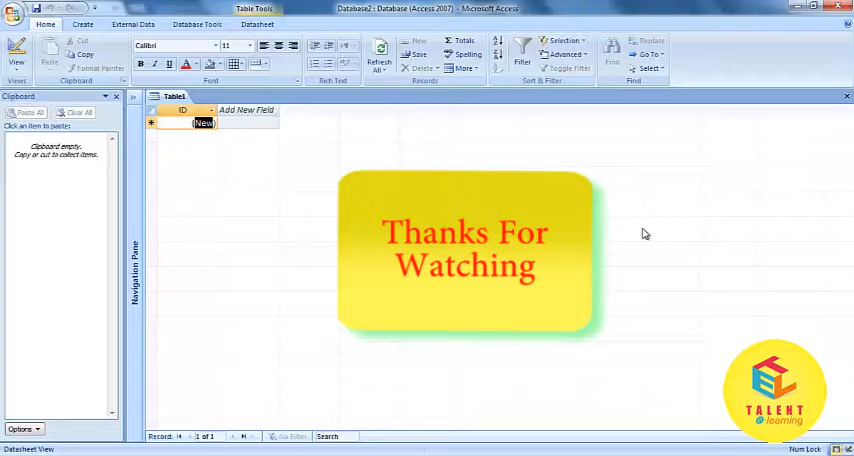 Table Tools
Database2 : Database (Access 2007) - Microsoft Access
Home Create External Data Database Tools Datasheet
View
Views
Paste
Cut
Copy
Format Painter
Clipboard
Calibri 11
B I U A
Font
Rich Text
Refresh All
New
Save
Delete
Totals
Spelling
More
Records
Filter
Selection
Advanced
Toggle Filter
Sort & Filter
Find
Replace
Go To
Select
Find
Clipboard
Paste All Clear All
Click an item to paste:
Clipboard empty.
Copy or cut to collect items.
Options
Navigation Pane
Table1
ID Add New Field
(New)
Thanks For
Watching
TEL
TALENT
e-learning
Record: 1 of 1 No Filter Search
Datasheet View Num Lock